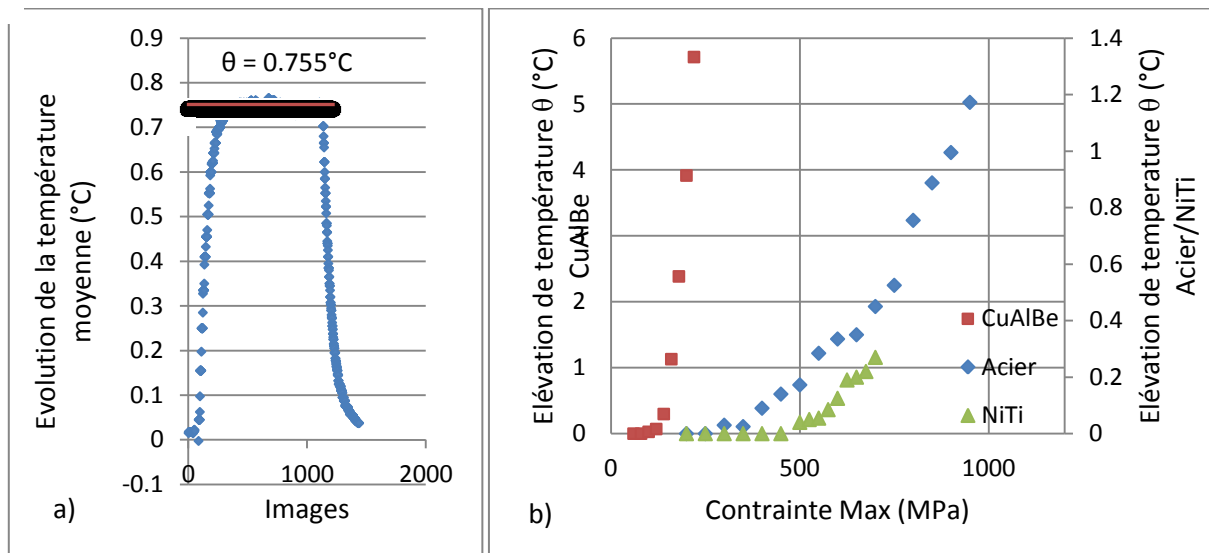 0.9
0.8
0.7
0.6
0.5
0.4
0.3
0.2
0.1
0
-0.1
θ = 0.755°C
Evolution de la température
moyenne (°C)
0
1000
2000
Images
a)
6
5
4
3
2
1
0
Elévation de température θ (°C)
CuAlBe
1.4
1.2
1
0.8
0.6
0.4
0.2
0
Elévation de temperature θ (°C)
Acier/NiTi
CuAlBe
Acier
NiTi
0
500
1000
Contrainte Max (MPa)
b)